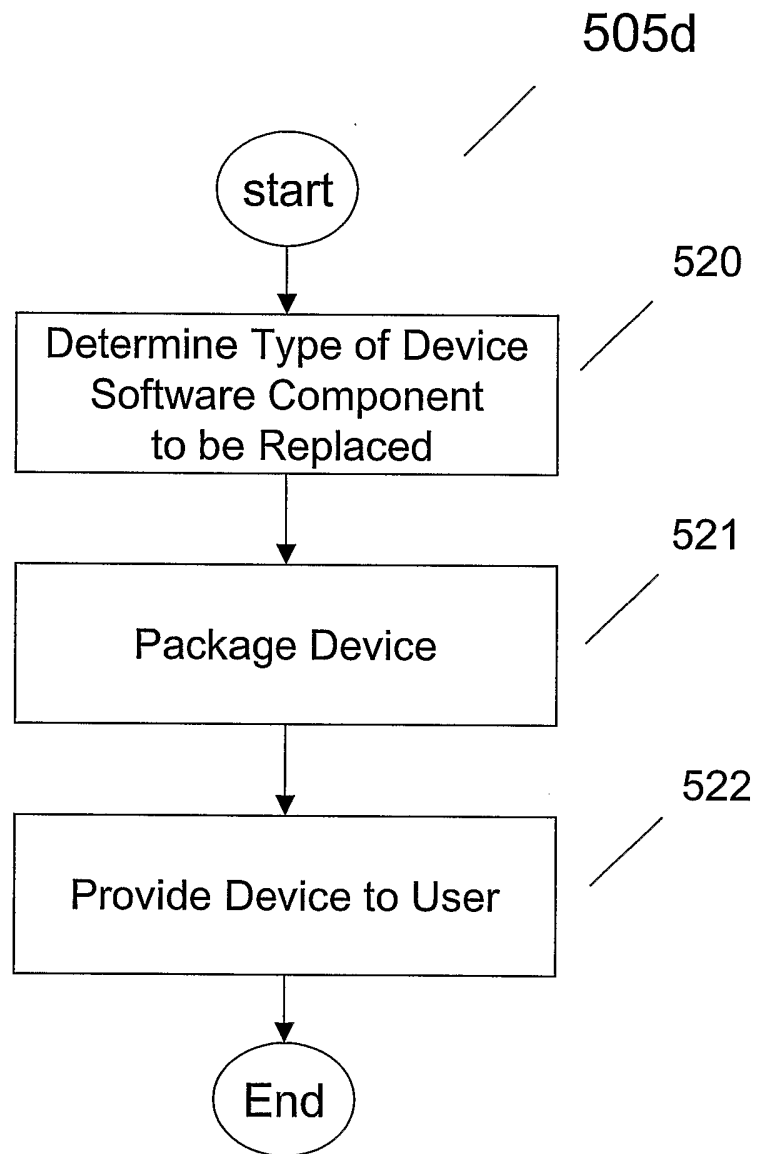 505d
start
520
Determine Type of Device
Software Component
to be Replaced
521
Package Device
522
Provide Device to User
End